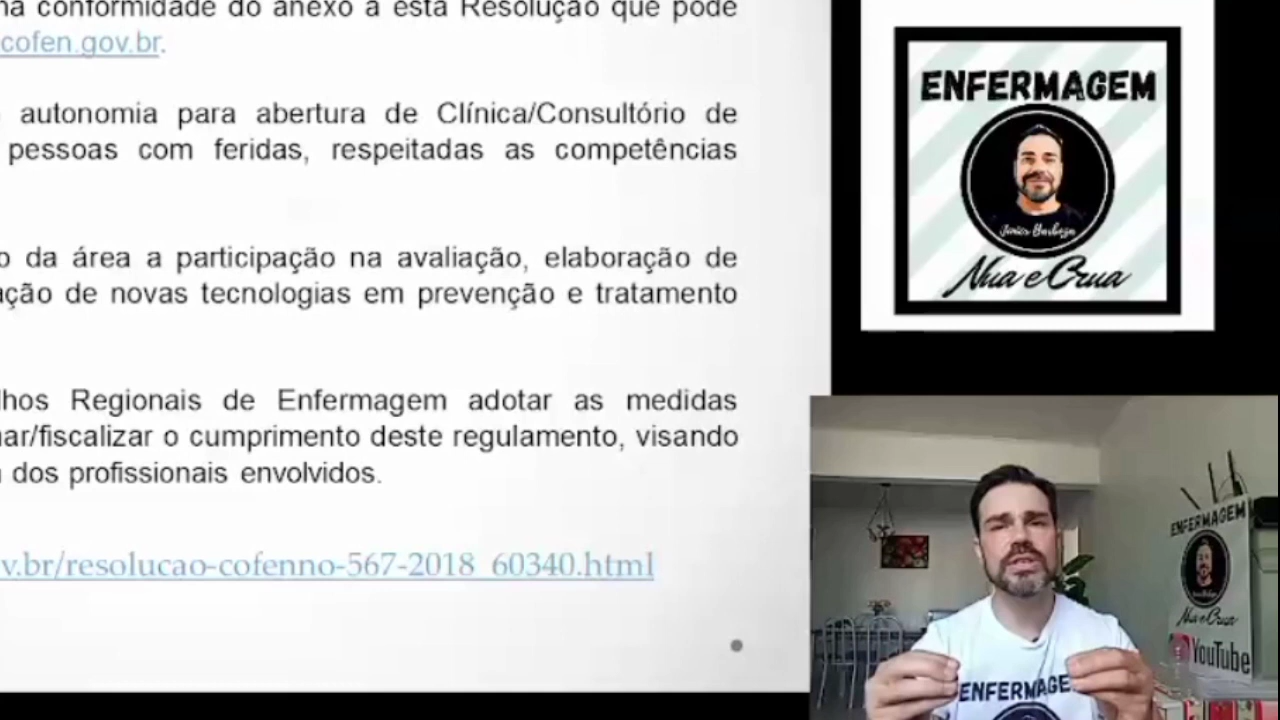 na conformidade do anexo a esta Resolução que pode
cofen.gov.br.
autonomia para abertura de Clínica/Consultório de
pessoas com feridas, respeitadas as competências
o da área a participação na avaliação, elaboração de
ação de novas tecnologias em prevenção e tratamento
lhos Regionais de Enfermagem adotar as medidas
nar/fiscalizar o cumprimento deste regulamento, visando
dos profissionais envolvidos.
v.br/resolucao-cofenno-567-2018_60340.html
ENFERMAGEM
Júnior Barboza
Nua e Crua
ENFERMAGEM
Nua e Crua
YouTube
ENFERMAGE